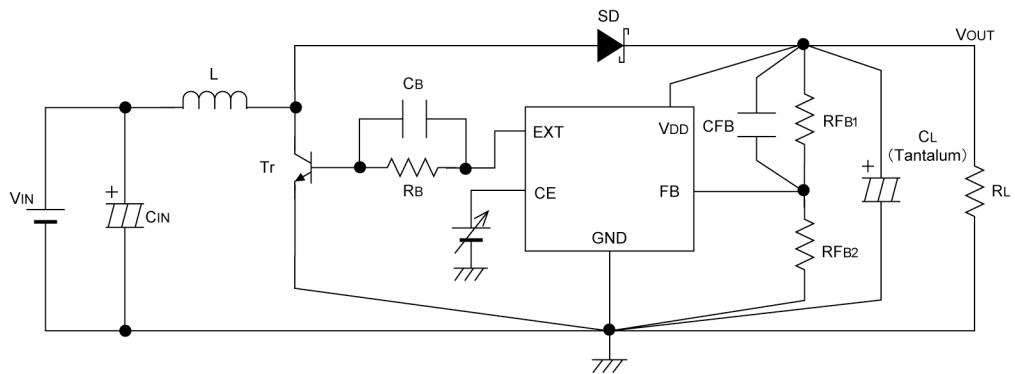 SD
VOUT
L
CB
EXT
VDD
CFB
RFB1
CL
（Tantalum）
Tr
RB
CE
FB
RL
VIN
+
CIN
+
GND
RFB2